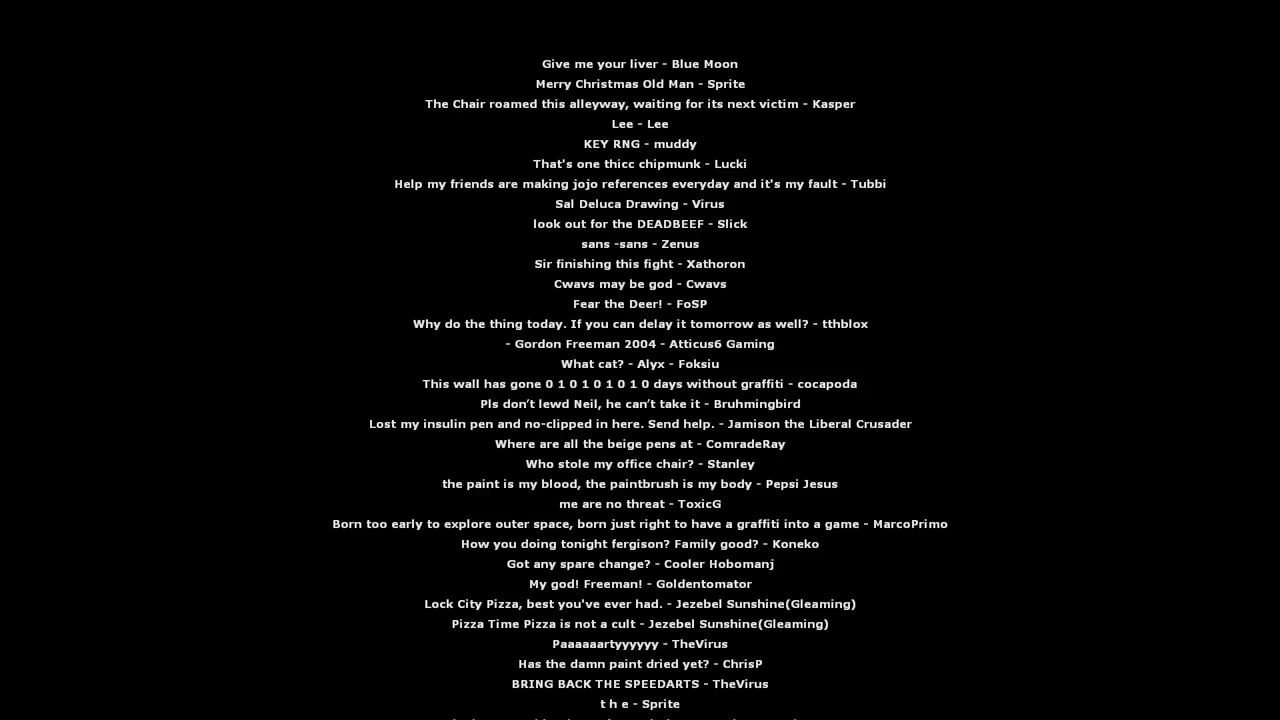 Give me your liver - Blue Moon
Merry Christmas Old Man - Sprite
The Chair roamed this alleyway, waiting for its next victim - Kasper
Lee - Lee
KEY RNG - muddy
That's one thicc chipmunk - Lucki
Help my friends are making jojo references everyday and it's my fault - Tubbi
Sal Deluca Drawing - Virus
look out for the DEADBEEF - Slick
sans -sans - Zenus
Sir finishing this fight - Xathoron
Cwavs may be god - Cwavs
Fear the Deer! - FoSP
Why do the thing today. If you can delay it tomorrow as well? - tthblox
- Gordon Freeman 2004 - Atticus6 Gaming
What cat? - Alyx - Foksiu
This wall has gone 0 1 0 1 0 1 0 1 0 days without graffiti - cocapoda
Pls don’t lewd Neil, he can’t take it - Bruhmingbird
Lost my insulin pen and no-clipped in here. Send help. - Jamison the Liberal Crusader
Where are all the beige pens at - ComradeRay
Who stole my office chair? - Stanley
the paint is my blood, the paintbrush is my body - Pepsi Jesus
me are no threat - ToxicG
Born too early to explore outer space, born just right to have a graffiti into a game - MarcoPrimo
How you doing tonight fergison? Family good? - Koneko
Got any spare change? - Cooler Hobomanj
My god! Freeman! - Goldentomator
Lock City Pizza, best you've ever had. - Jezebel Sunshine(Gleaming)
Pizza Time Pizza is not a cult - Jezebel Sunshine(Gleaming)
Paaaaaartyyyyyy - TheVirus
Has the damn paint dried yet? - ChrisP
BRING BACK THE SPEEDARTS - TheVirus
t h e - Sprite